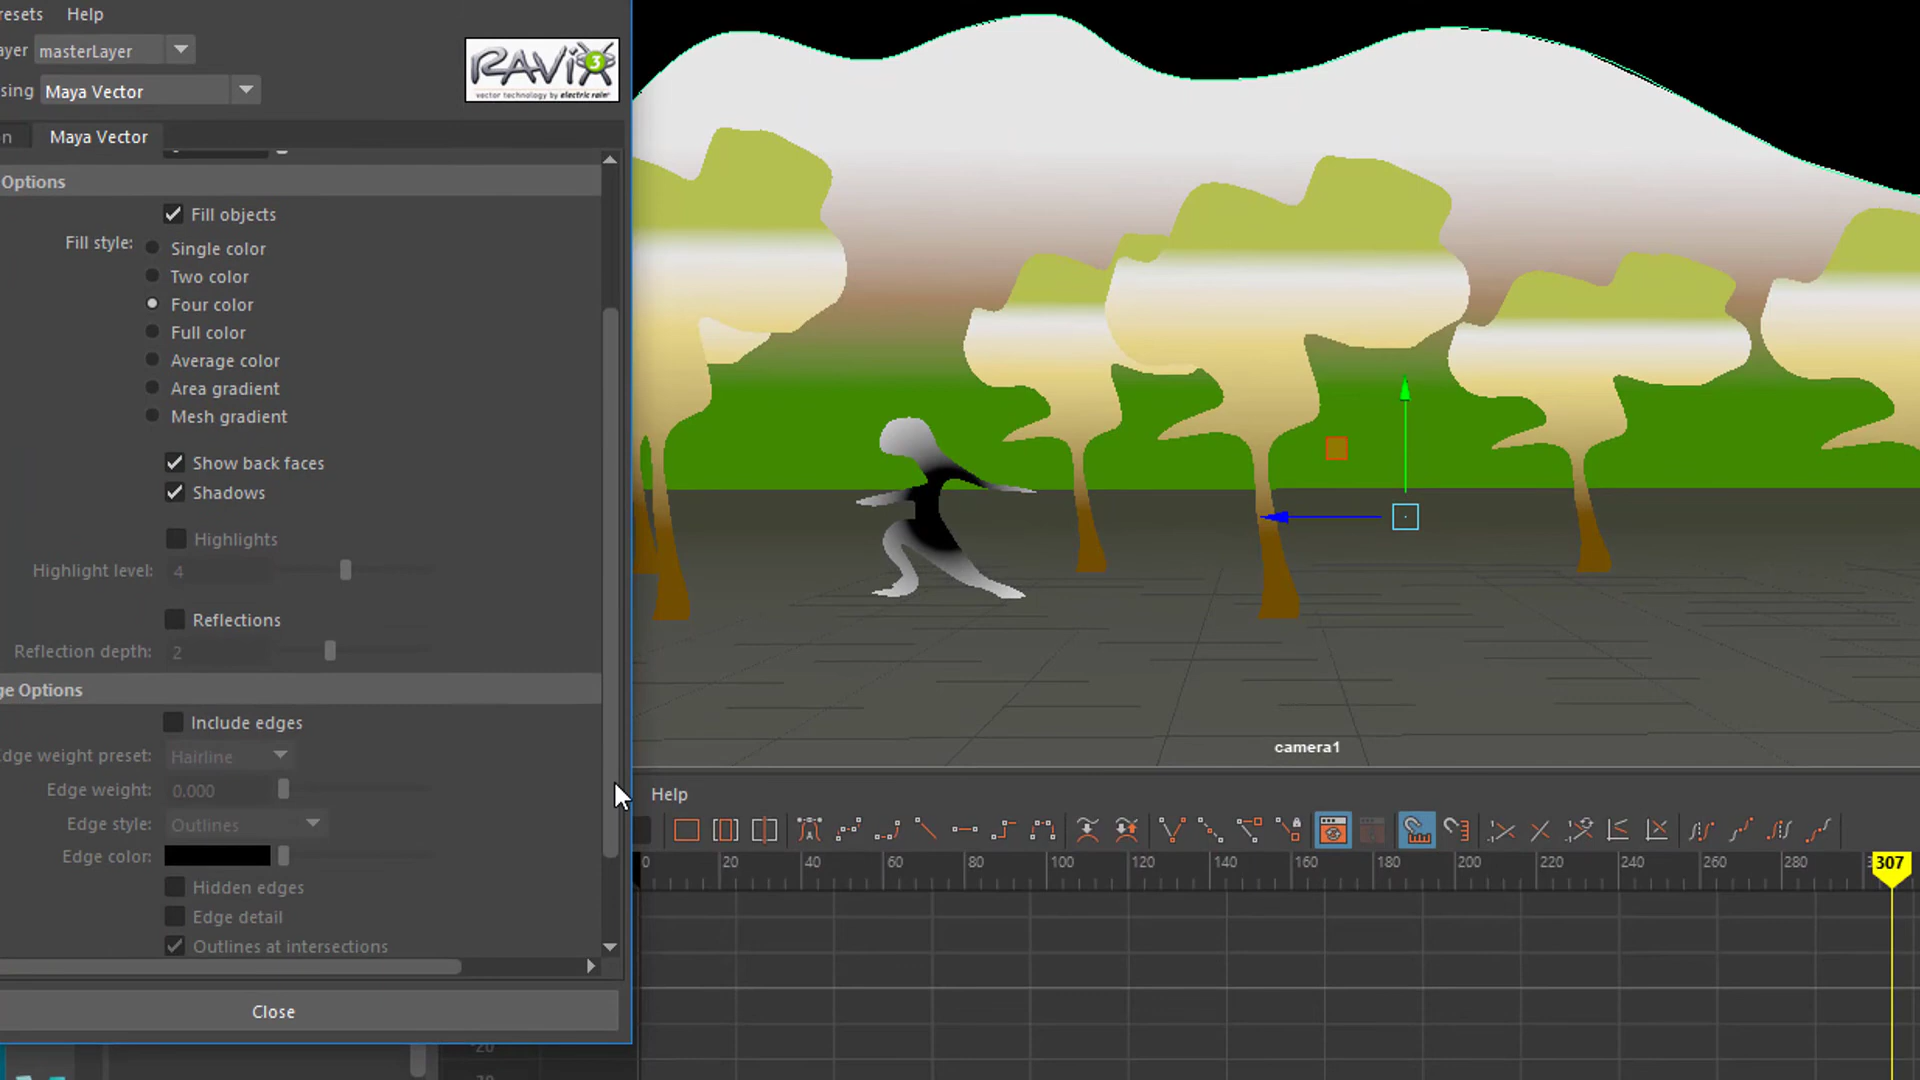 resets Help
ayer masterLayer
RAViX 3
vector technology by electric rain
sing Maya Vector
n Maya Vector
Options
Fill objects
Fill style: Single color
Two color
Four color
Full color
Average color
Area gradient
Mesh gradient
Show back faces
Shadows
Highlights
Highlight level: 4
Reflections
Reflection depth: 2
ge Options
Include edges
Edge weight preset: Hairline
Edge weight: 0.000
Edge style: Outlines
Edge color:
Hidden edges
Edge detail
Outlines at intersections
Close
camera1
Help
0 20 40 60 80 100 120 140 160 180 200 220 240 260 280 3 307
-20